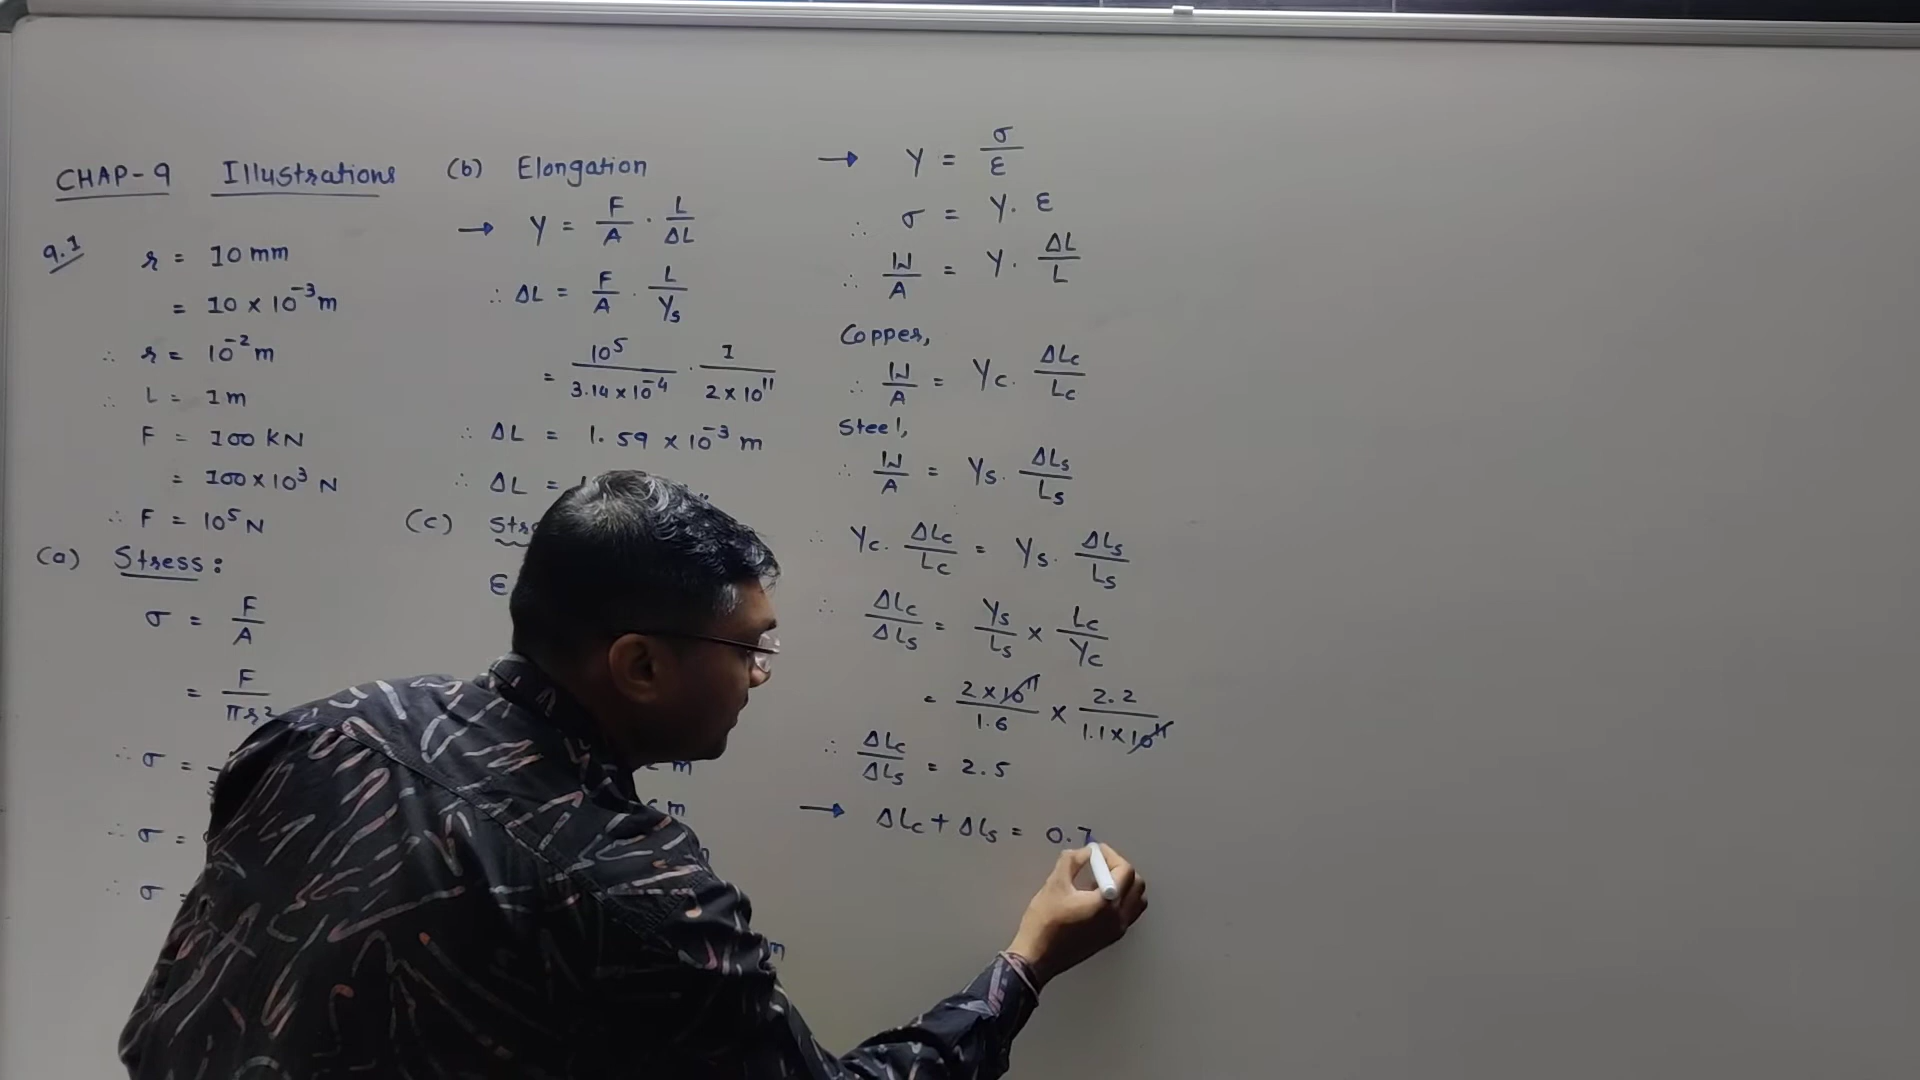 CHAP-9 Illustrations
9.1 r = 10 mm
= 10 × 10⁻³ m
∴ r = 10⁻² m
∴ L = 1m
F = 100 KN
= 100 × 10³ N
∴ F = 10⁵ N
(a) Stress:
σ = F/A
= F/πr²
∴ σ =
∴ σ =
∴ σ =
(b) Elongation
→ Y = F/A · L/ΔL
∴ ΔL = F/A · L/Ys
= 10⁵/3.14 × 10⁻⁴ · 1/2 × 10¹¹
∴ ΔL = 1.59 × 10⁻³ m
∴ ΔL =
(c)
ε
m
m
→ Y = σ/ε
∴ σ = Y · ε
∴ W/A = Y · ΔL/L
Copper,
∴ W/A = Yc · ΔLc/Lc
Steel,
∴ W/A = Ys · ΔLs/Ls
∴ Yc · ΔLc/Lc = Ys · ΔLs/Ls
∴ ΔLc/ΔLs = Ys/Ls × Lc/Yc
= 2 × 10¹¹/1.6 × 2.2/1.1 × 10¹¹
∴ ΔLc/ΔLs = 2.5
→ ΔLc + ΔLs = 0.7